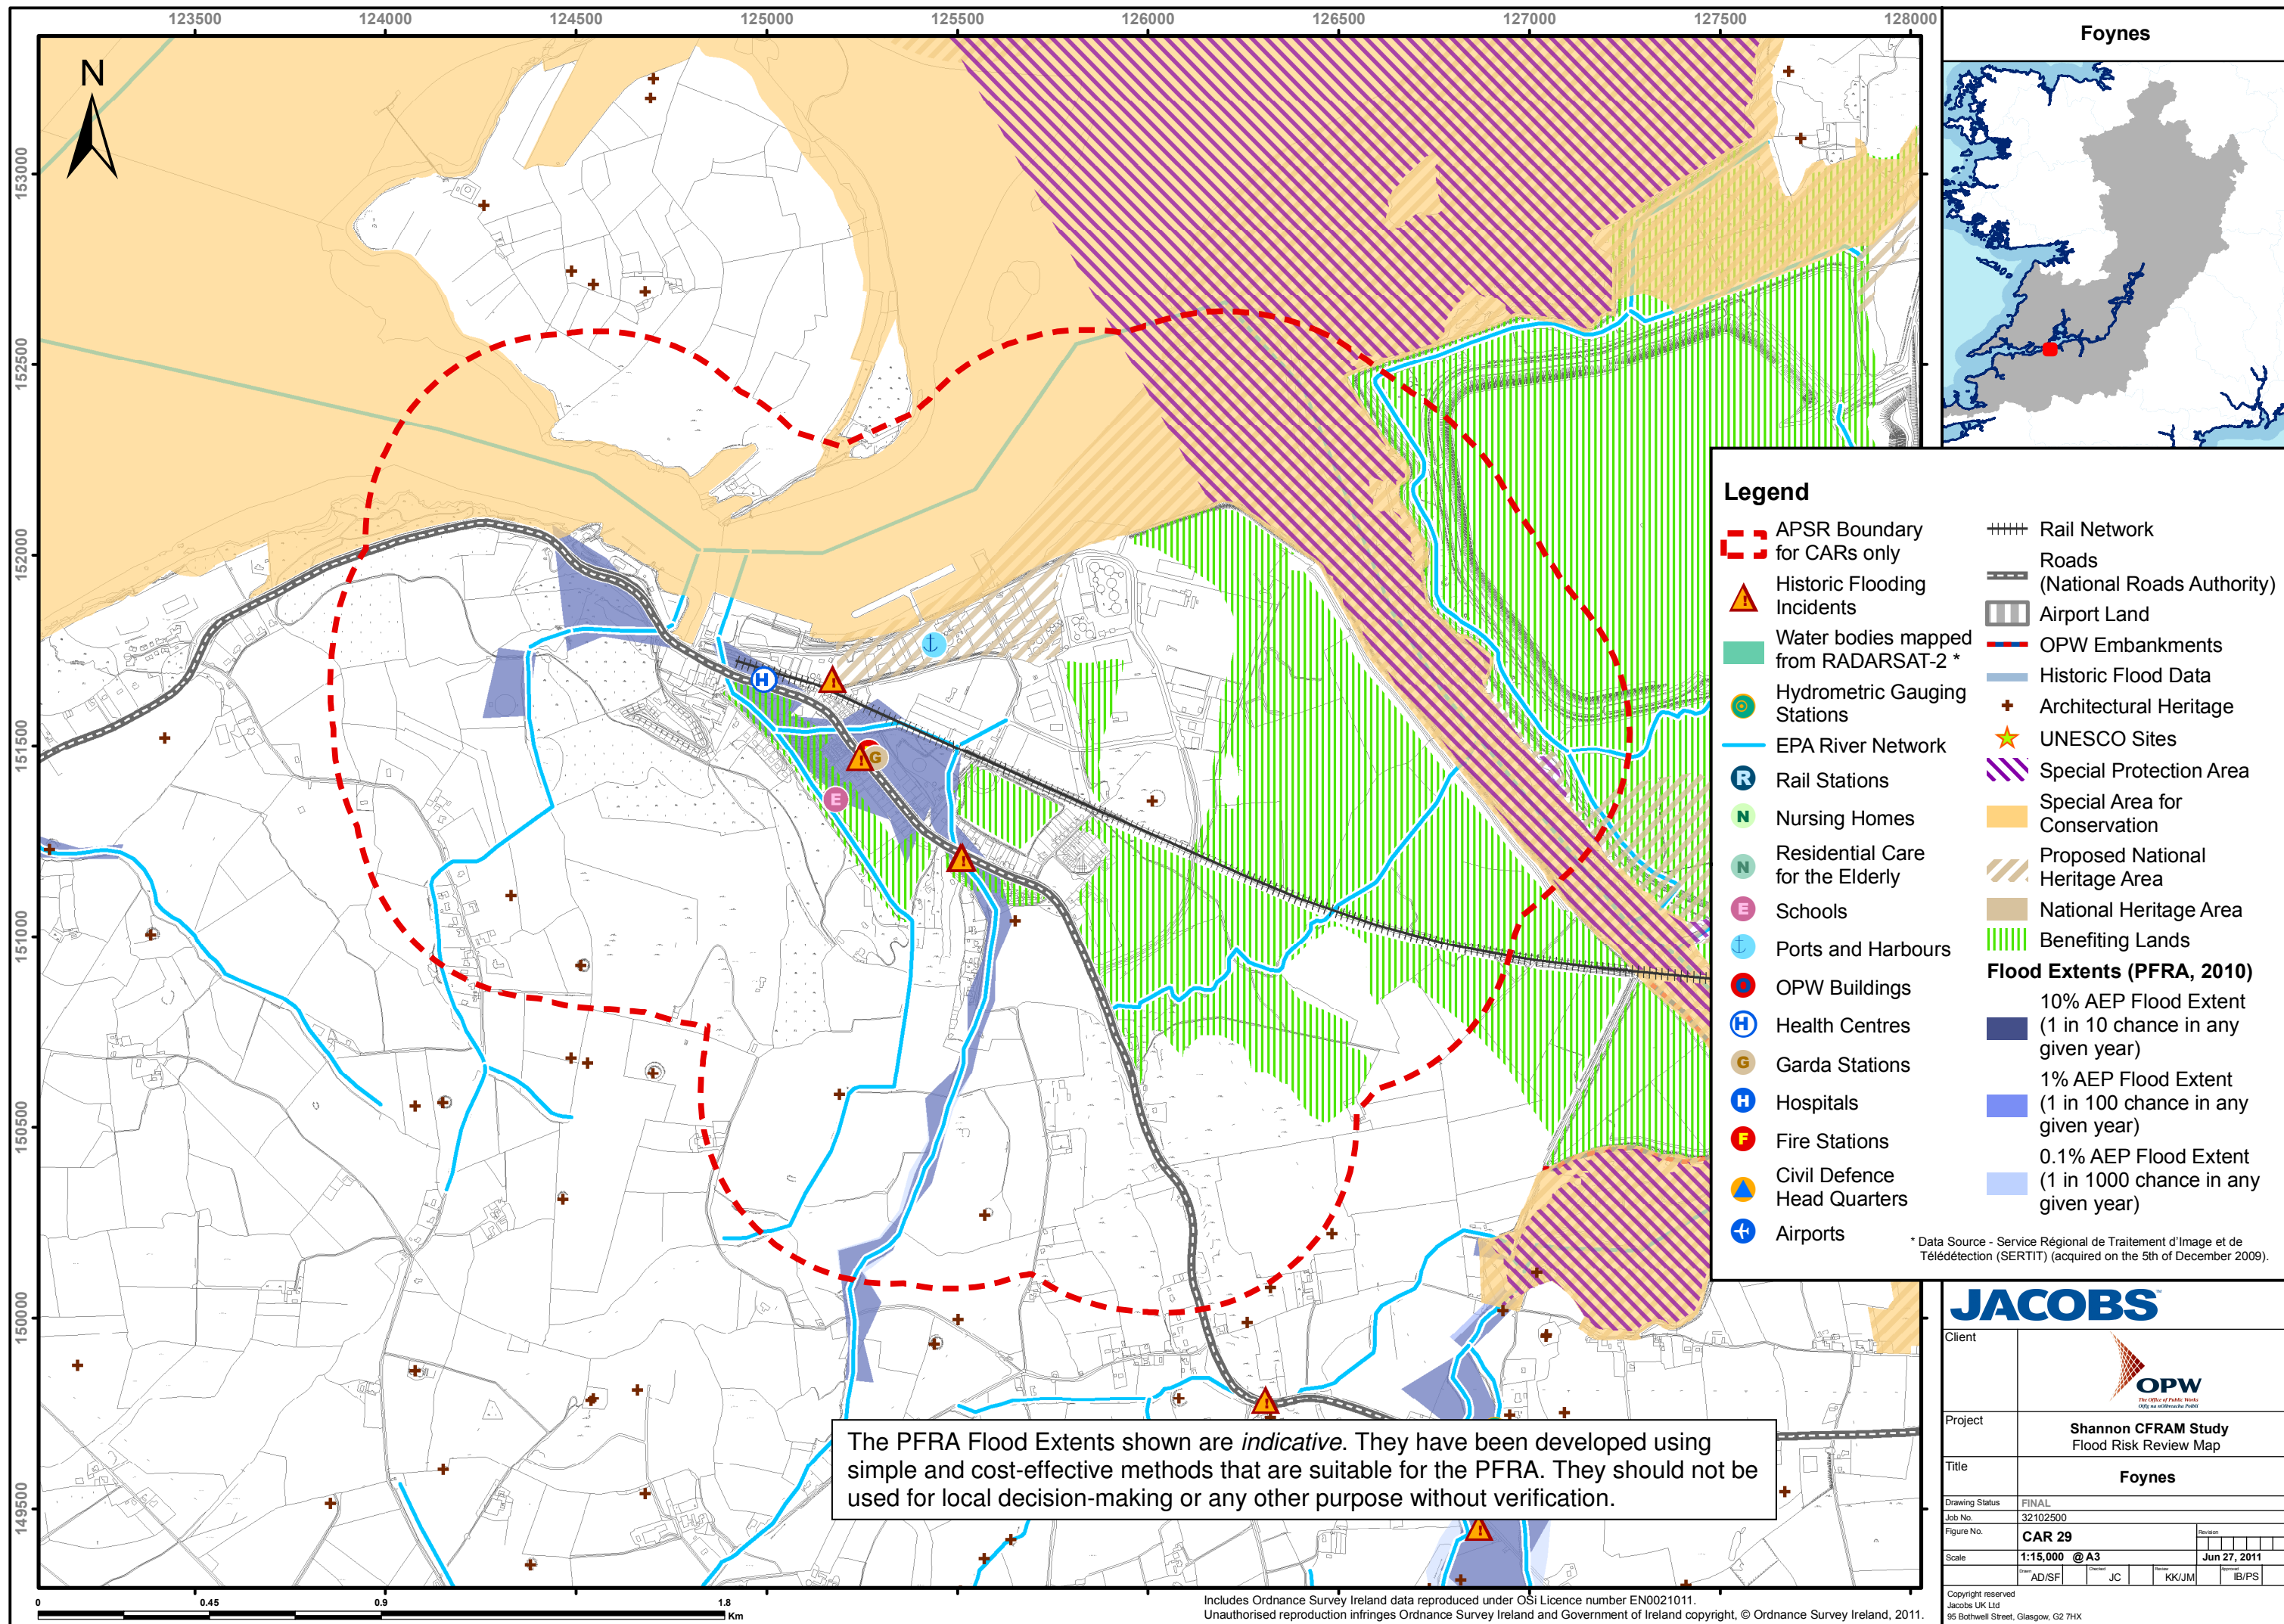 123500 124000 124500 125000 125500 126000 126500 127000 127500 128000
153000
152500
152000
151500
151000
150500
150000
149500
N
H
E
G
Foynes
Legend
APSR Boundary
for CARs only
Historic Flooding
Incidents
Water bodies mapped
from RADARSAT-2 *
Hydrometric Gauging
Stations
EPA River Network
R Rail Stations
N Nursing Homes
N Residential Care
for the Elderly
E Schools
Ports and Harbours
OPW Buildings
H Health Centres
G Garda Stations
H Hospitals
F Fire Stations
Civil Defence
Head Quarters
Airports
Rail Network
Roads
(National Roads Authority)
Airport Land
OPW Embankments
Historic Flood Data
Architectural Heritage
UNESCO Sites
Special Protection Area
Special Area for
Conservation
Proposed National
Heritage Area
National Heritage Area
Benefiting Lands
Flood Extents (PFRA, 2010)
10% AEP Flood Extent
(1 in 10 chance in any
given year)
1% AEP Flood Extent
(1 in 100 chance in any
given year)
0.1% AEP Flood Extent
(1 in 1000 chance in any
given year)
* Data Source - Service Régional de Traitement d'Image et de
Télédétection (SERTIT) (acquired on the 5th of December 2009).
The PFRA Flood Extents shown are indicative. They have been developed using
simple and cost-effective methods that are suitable for the PFRA. They should not be
used for local decision-making or any other purpose without verification.
JACOBS
Client
OPW
The Office of Public Works
Oifig na nOibreacha Poiblí
Project
Shannon CFRAM Study
Flood Risk Review Map
Title
Foynes
Drawing Status FINAL
Job No. 32102500
Figure No. CAR 29 Revision
Scale 1:15,000 @ A3 Jun 27, 2011
Drawn AD/SF Checked JC Review KK/JM Approved IB/PS
Copyright reserved
Jacobs UK Ltd
95 Bothwell Street, Glasgow, G2 7HX
0 0.45 0.9 1.8
Km
Includes Ordnance Survey Ireland data reproduced under OSi Licence number EN0021011.
Unauthorised reproduction infringes Ordnance Survey Ireland and Government of Ireland copyright, © Ordnance Survey Ireland, 2011.